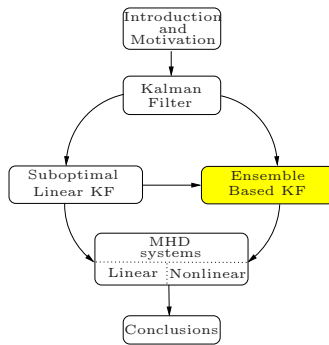 Introduction
and
Motivation
Kalman
Filter
Suboptimal
Linear KF
Ensemble
Based KF
MHD
systems
Linear Nonlinear
Conclusions